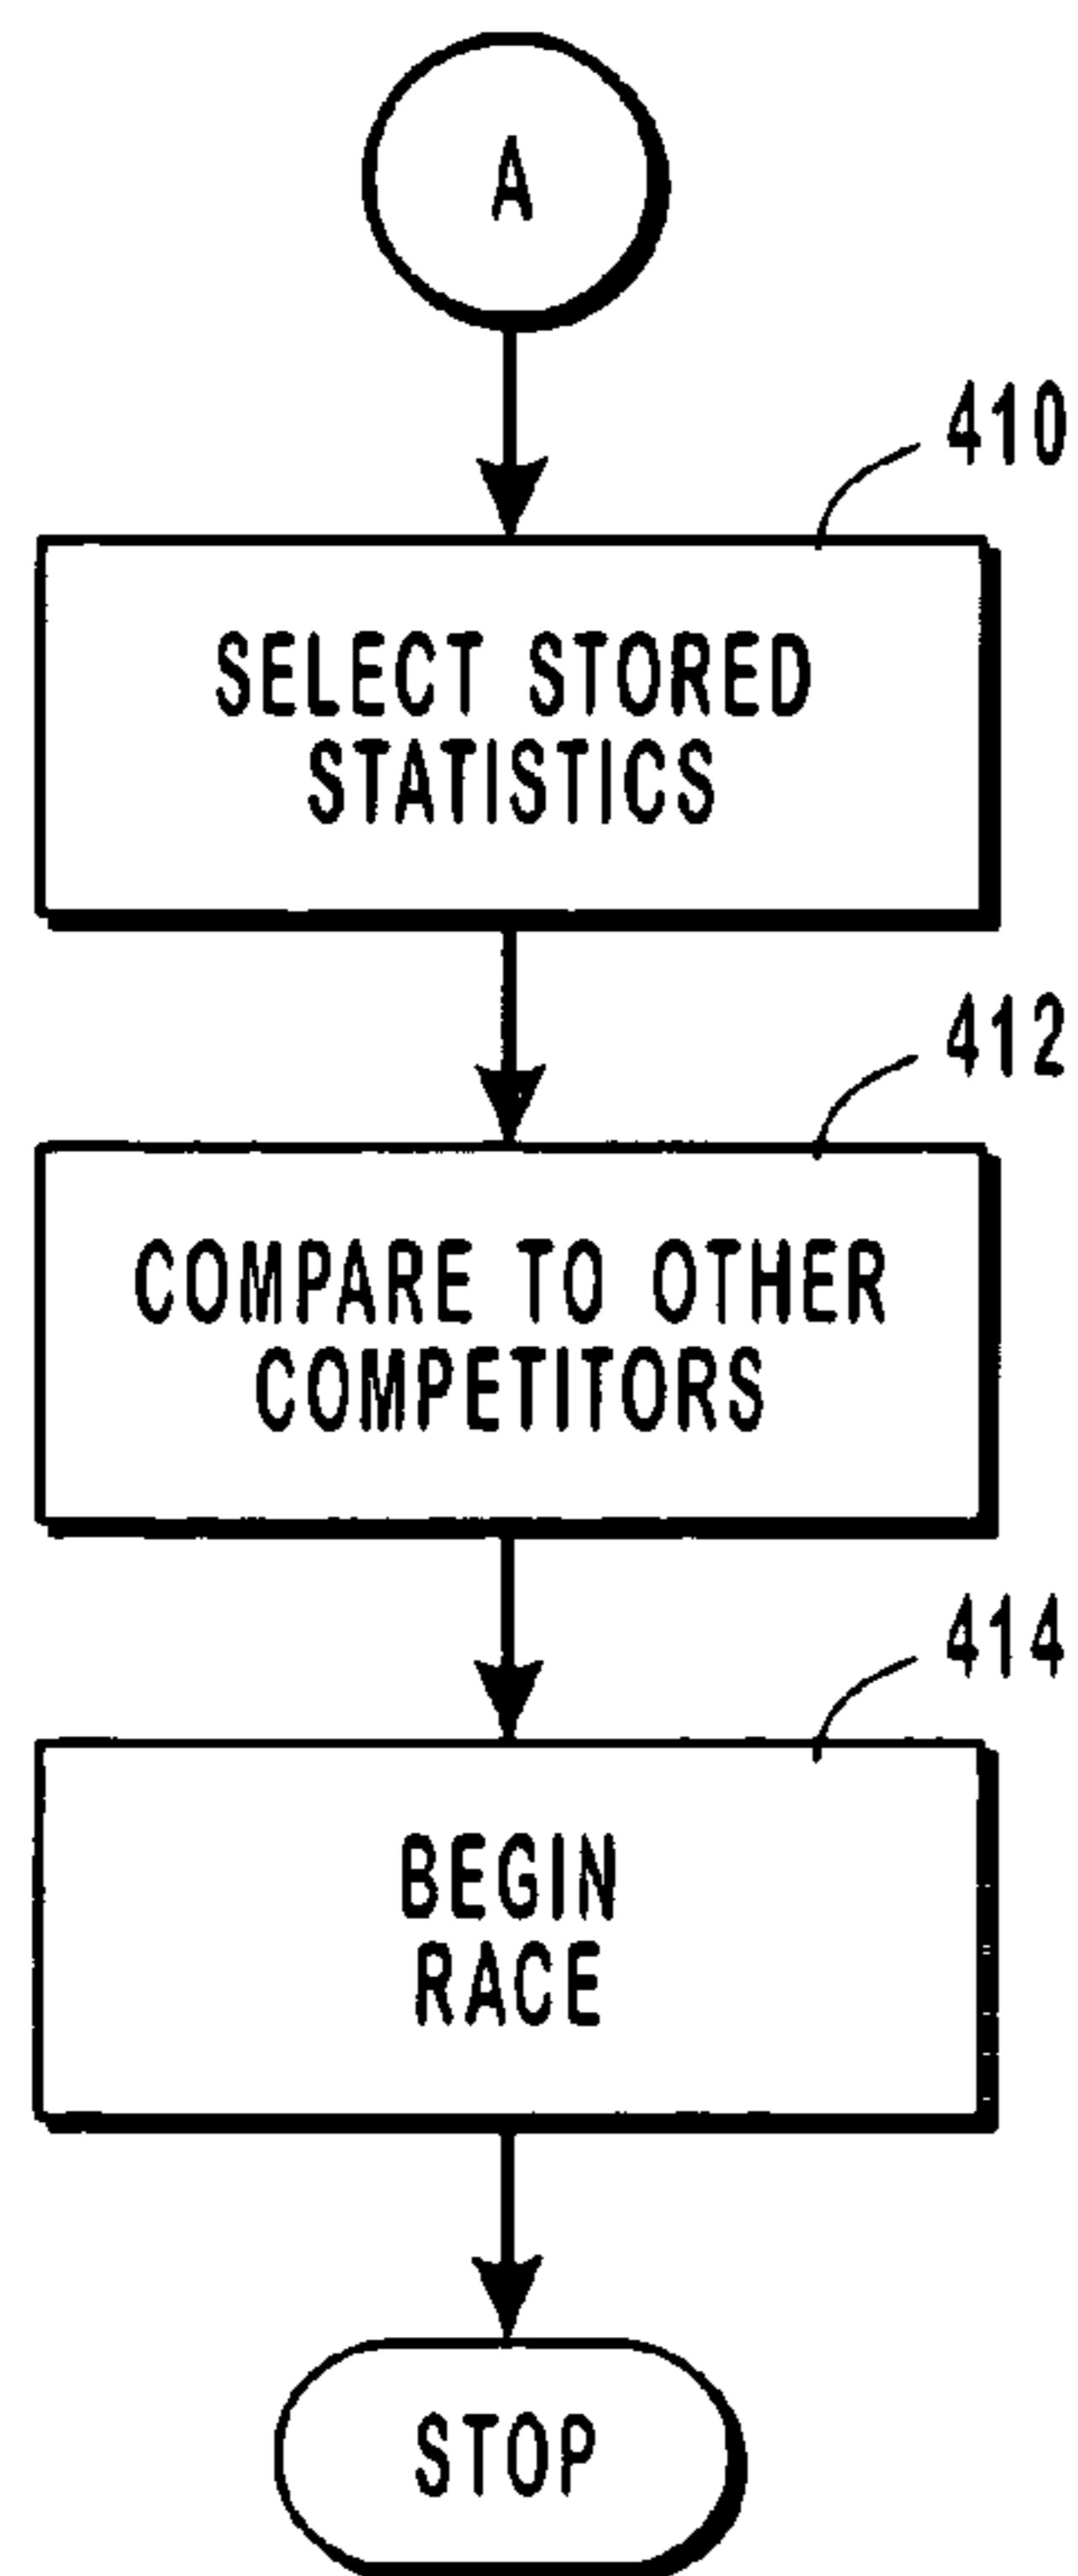 A
410
SELECT STORED
STATISTICS
412
COMPARE TO OTHER
COMPETITORS
414
BEGIN
RACE
STOP